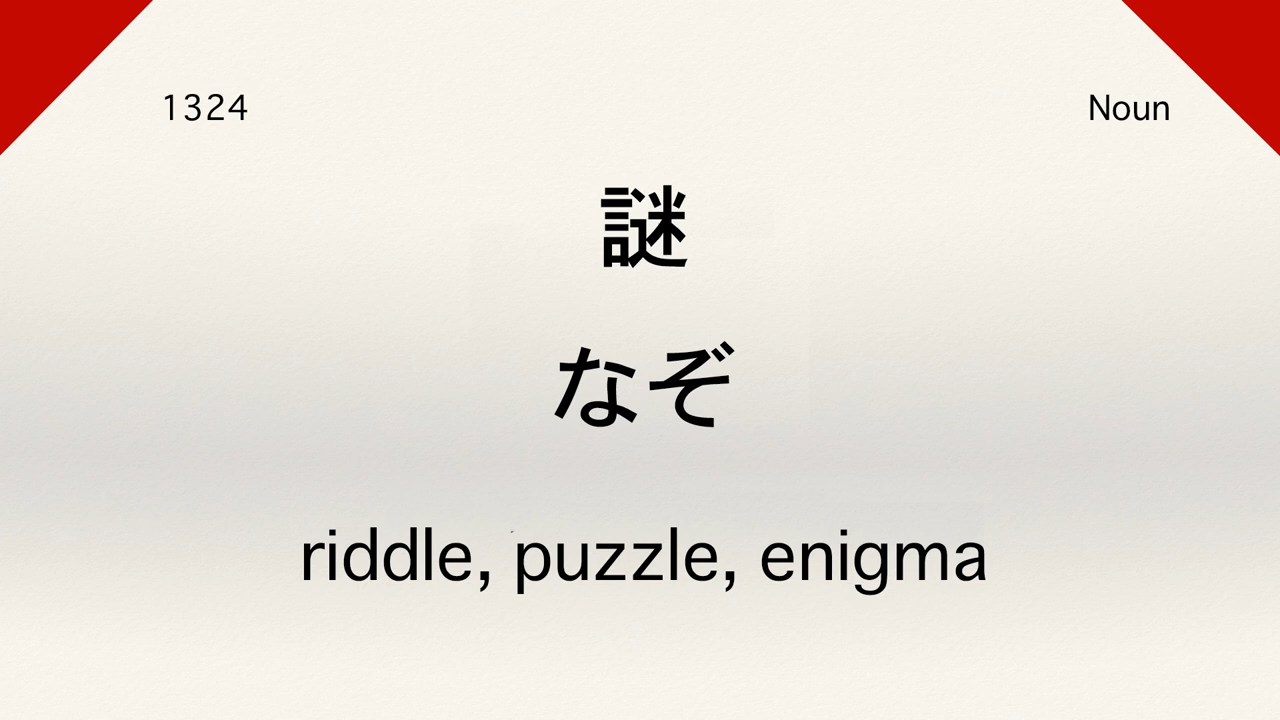 1324
Noun
謎
なぞ
riddle, puzzle, enigma